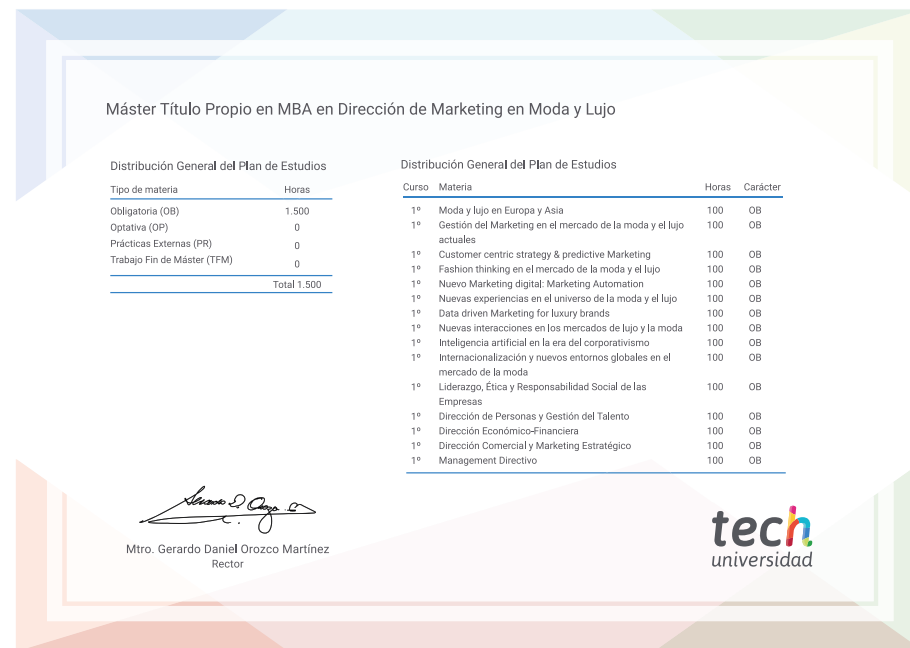 Máster Título Propio en MBA en Dirección de Marketing en Moda y Lujo
Distribución General del Plan de Estudios
Tipo de materia Horas
Obligatoria (OB) 1.500
Optativa (OP) 0
Prácticas Externas (PR) 0
Trabajo Fin de Máster (TFM) 0
Total 1.500
Distribución General del Plan de Estudios
Curso Materia Horas Carácter
1º Moda y lujo en Europa y Asia 100 OB
1º Gestión del Marketing en el mercado de la moda y el lujo 100 OB
actuales
1º Customer centric strategy & predictive Marketing 100 OB
1º Fashion thinking en el mercado de la moda y el lujo 100 OB
1º Nuevo Marketing digital: Marketing Automation 100 OB
1º Nuevas experiencias en el universo de la moda y el lujo 100 OB
1º Data driven Marketing for luxury brands 100 OB
1º Nuevas interacciones en los mercados de lujo y la moda 100 OB
1º Inteligencia artificial en la era del corporativismo 100 OB
1º Internacionalización y nuevos entornos globales en el 100 OB
mercado de la moda
1º Liderazgo, Ética y Responsabilidad Social de las 100 OB
Empresas
1º Dirección de Personas y Gestión del Talento 100 OB
1º Dirección Económico-Financiera 100 OB
1º Dirección Comercial y Marketing Estratégico 100 OB
1º Management Directivo 100 OB
Mtro. Gerardo Daniel Orozco Martínez
Rector
tech
universidad